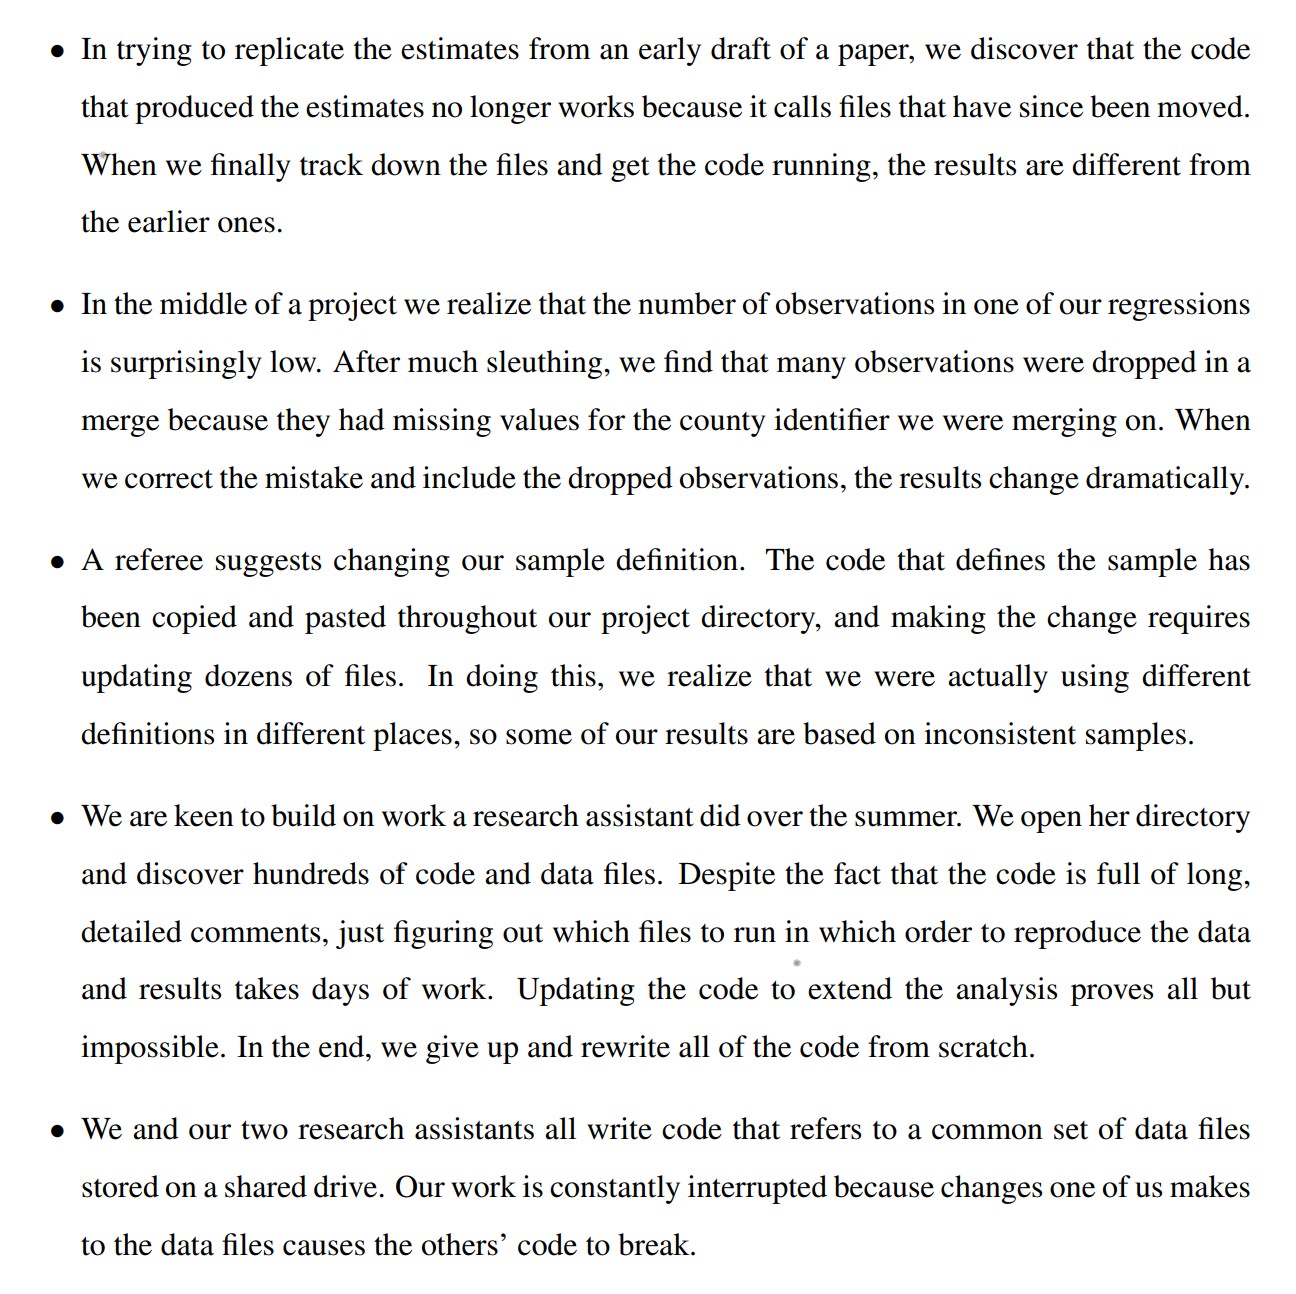 • In trying to replicate the estimates from an early draft of a paper, we discover that the code
that produced the estimates no longer works because it calls files that have since been moved.
When we finally track down the files and get the code running, the results are different from
the earlier ones.
• In the middle of a project we realize that the number of observations in one of our regressions
is surprisingly low. After much sleuthing, we find that many observations were dropped in a
merge because they had missing values for the county identifier we were merging on. When
we correct the mistake and include the dropped observations, the results change dramatically.
• A referee suggests changing our sample definition. The code that defines the sample has
been copied and pasted throughout our project directory, and making the change requires
updating dozens of files. In doing this, we realize that we were actually using different
definitions in different places, so some of our results are based on inconsistent samples.
• We are keen to build on work a research assistant did over the summer. We open her directory
and discover hundreds of code and data files. Despite the fact that the code is full of long,
detailed comments, just figuring out which files to run in which order to reproduce the data
and results takes days of work. Updating the code to extend the analysis proves all but
impossible. In the end, we give up and rewrite all of the code from scratch.
• We and our two research assistants all write code that refers to a common set of data files
stored on a shared drive. Our work is constantly interrupted because changes one of us makes
to the data files causes the others’ code to break.